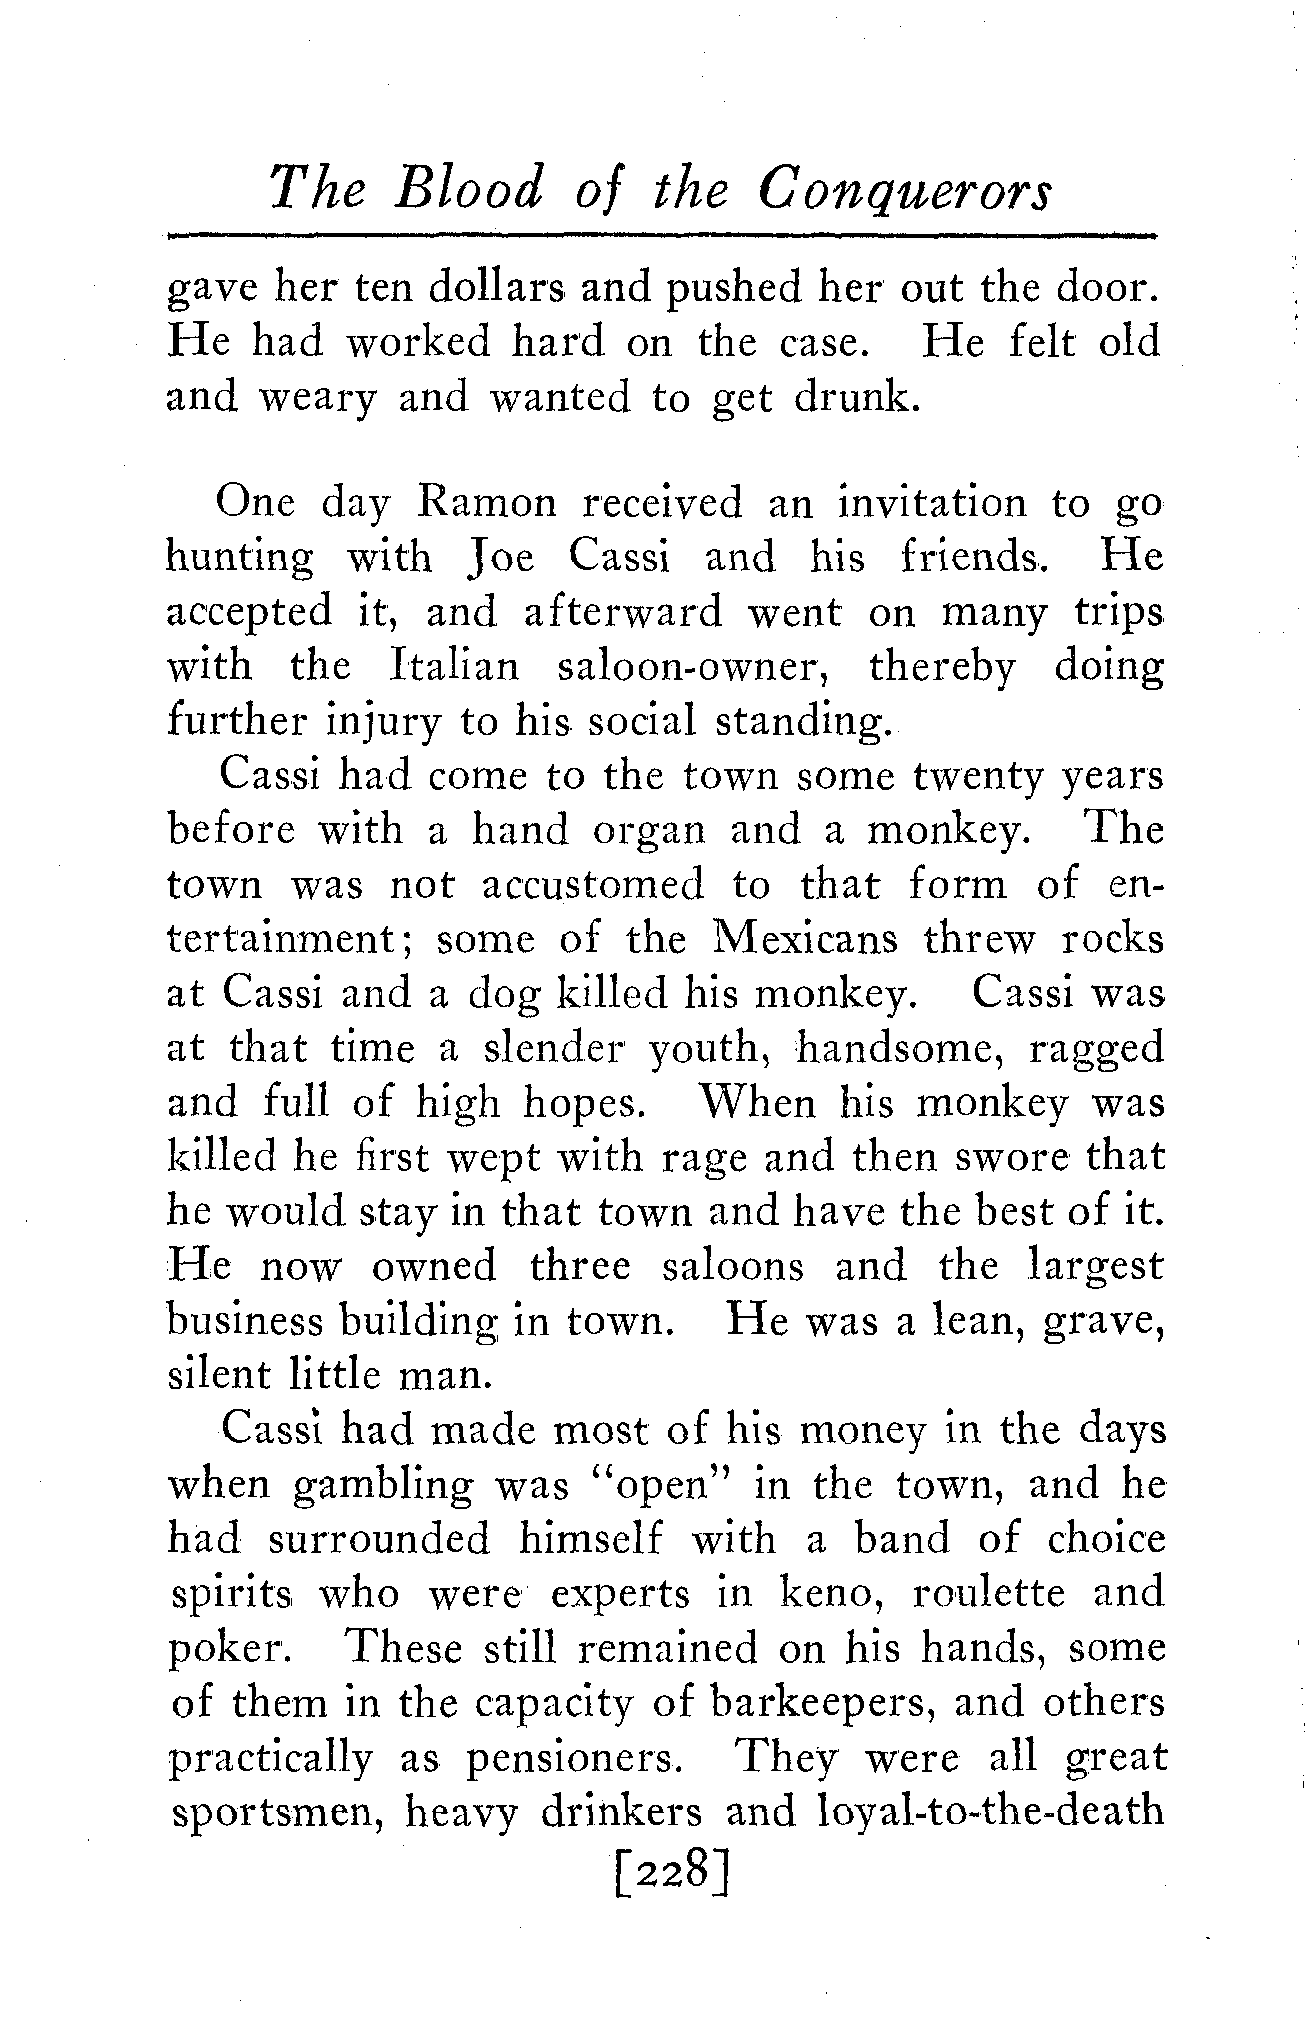 The Blood of the Conquerors
gave her ten dollars and pushed her out the door.
He had worked hard on the case. He felt old
and weary and wanted to get drunk.
One day Ramon received an invitation to go
hunting with Joe Cassi and his friends. He
accepted it, and afterward went on many trips
with the Italian saloon-owner, thereby doing
further injury to his social standing.
Cassi had come to the town some twenty years
before with a hand organ and a monkey. The
town was not accustomed to that form of en-
tertainment; some of the Mexicans threw rocks
at Cassi and a dog killed his monkey. Cassi was
at that time a slender youth, handsome, ragged
and full of high hopes. When his monkey was
killed he first wept with rage and then swore that
he would stay in that town and have the best of it.
He now owned three saloons and the largest
business building in town. He was a lean, grave,
silent little man.
Cassi had made most of his money in the days
when gambling was "open" in the town, and he
had surrounded himself with a band of choice
spirits who were experts in keno, roulette and
poker. These still remained on his hands, some
of them in the capacity of barkeepers, and others
practically as pensioners. They were all great
sportsmen, heavy drinkers and loyal-to-the-death
[228]